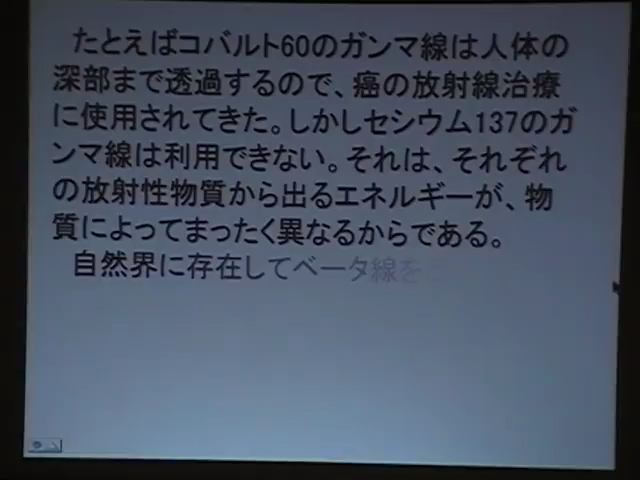 たとえばコバルト60のガンマ線は人体の
深部まで透過するので、癌の放射線治療
に使用されてきた。しかしセシウム137のガ
ンマ線は利用できない。それは、それぞれ
の放射性物質から出るエネルギーが、物
質によってまったく異なるからである。
自然界に存在してベータ線を